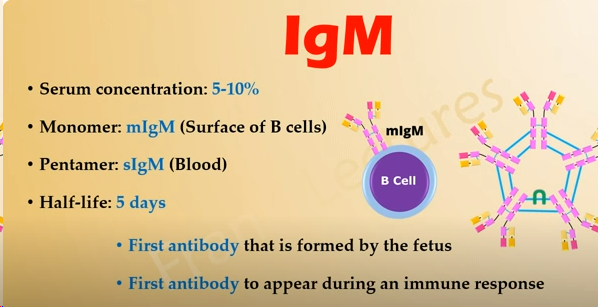 IgM
• Serum concentration: 5-10%
• Monomer: mIgM (Surface of B cells)
mIgM
• Pentamer: sIgM (Blood)
B Cell
• Half-life: 5 days
• First antibody that is formed by the fetus
• First antibody to appear during an immune response